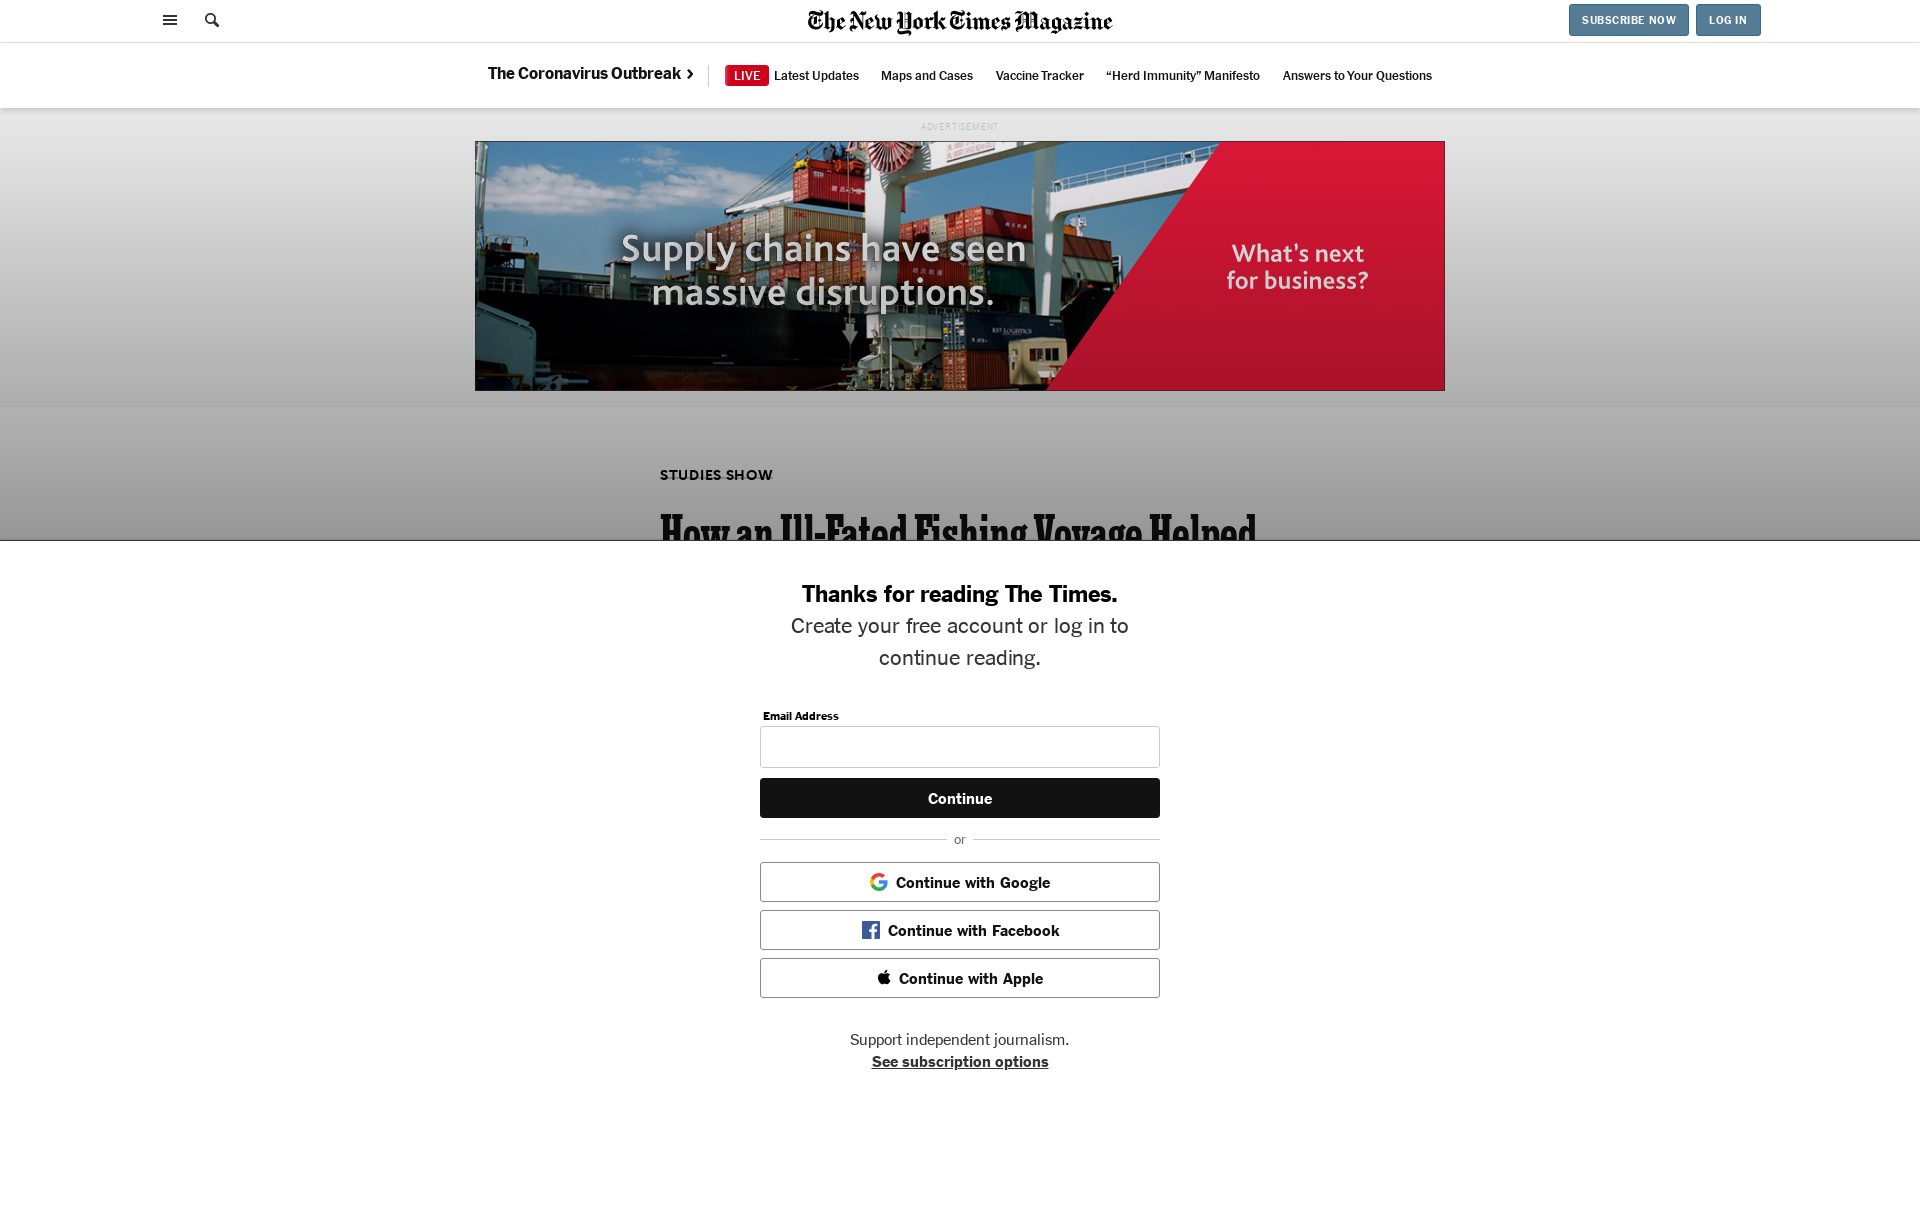 The New York Times Magazine
SUBSCRIBE NOW
LOG IN
The Coronavirus Outbreak
LIVE Latest Updates
Maps and Cases
Vaccine Tracker
“Herd Immunity” Manifesto
Answers to Your Questions
ADVERTISEMENT
Supply chains have seen
massive disruptions.
What's next
for business?
STUDIES SHOW
How an Ill-Fated Fishing Voyage Helped
Thanks for reading The Times.
Create your free account or log in to
continue reading.
Email Address
Continue
or
Continue with Google
Continue with Facebook
Continue with Apple
Support independent journalism.
See subscription options